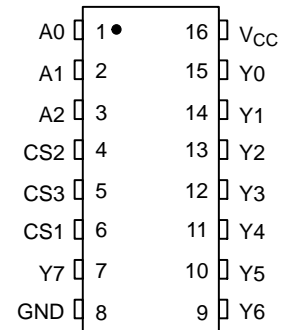 A0 1 16 VCC
A1 2 15 Y0
A2 3 14 Y1
CS2 4 13 Y2
CS3 5 12 Y3
CS1 6 11 Y4
Y7 7 10 Y5
GND 8 9 Y6